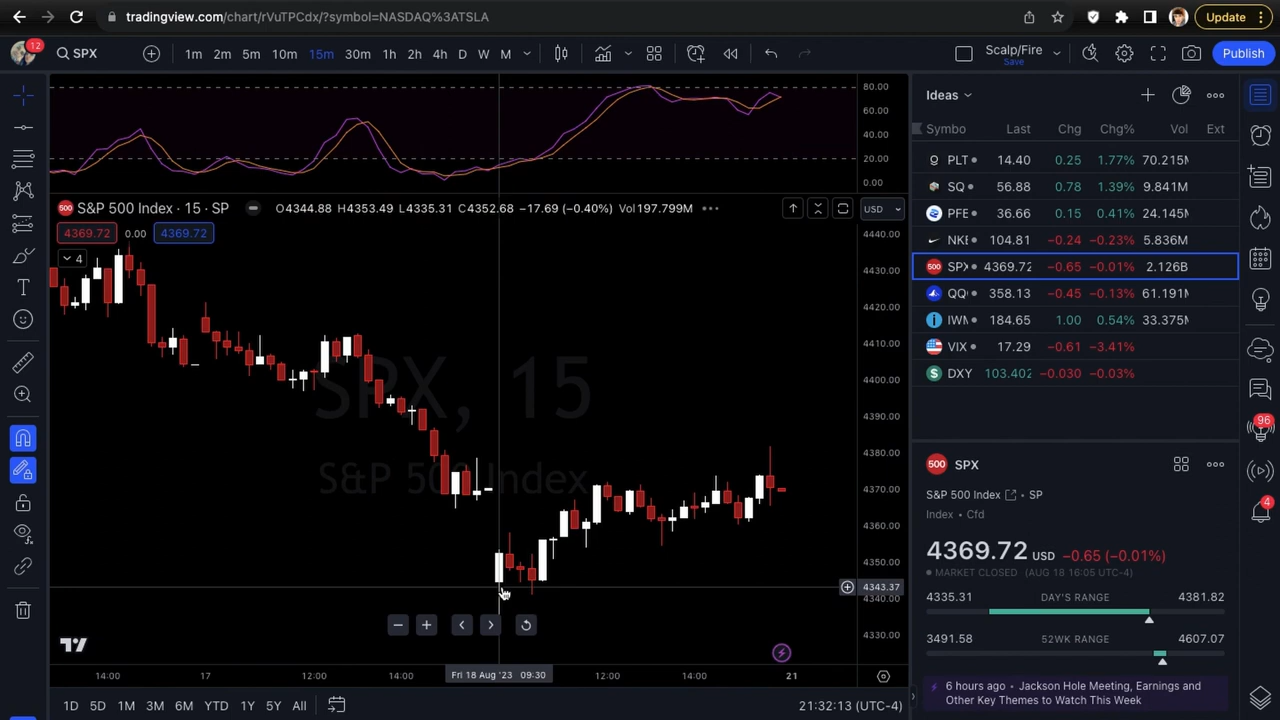 tradingview.com/chart/rVuTPCdx/?symbol=NASDAQ%3ATSLA
Update
12
SPX
1m 2m 5m 10m 15m 30m 1h 2h 4h D W M
Scalp/Fire
Save
Publish
80.00
60.00
40.00
20.00
0.00
S&P 500 Index · 15 · SP O4344.88 H4353.49 L4335.31 C4352.68 −17.69 (−0.40%) Vol197.799M
USD
4369.72 0.00 4369.72
4
4440.00
4430.00
4420.00
4410.00
4400.00
4390.00
4380.00
4370.00
4360.00
4350.00
4343.37
4340.00
4330.00
SPX, 15
S&P 500 Index
14:00 17 12:00 14:00 Fri 18 Aug '23 09:30 12:00 14:00 21
1D 5D 1M 3M 6M YTD 1Y 5Y All
21:32:13 (UTC-4)
Ideas
Symbo Last Chg Chg% Vol Ext
PLT 14.40 0.25 1.77% 70.215M
SQ 56.88 0.78 1.39% 9.841M
PFE 36.66 0.15 0.41% 24.145M
NKE 104.81 −0.24 −0.23% 5.836M
500 SPX 4369.72 −0.65 −0.01% 2.126B
QQ 358.13 −0.45 −0.13% 61.191M
IWM 184.65 1.00 0.54% 33.375M
VIX 17.29 −0.61 −3.41%
DXY 103.402 −0.030 −0.03%
500 SPX
S&P 500 Index • SP
Index • Cfd
4369.72 USD −0.65 (−0.01%)
MARKET CLOSED (AUG 18 16:05 UTC-4)
4335.31 DAY'S RANGE 4381.82
3491.58 52WK RANGE 4607.07
6 hours ago • Jackson Hole Meeting, Earnings and
Other Key Themes to Watch This Week
96
4